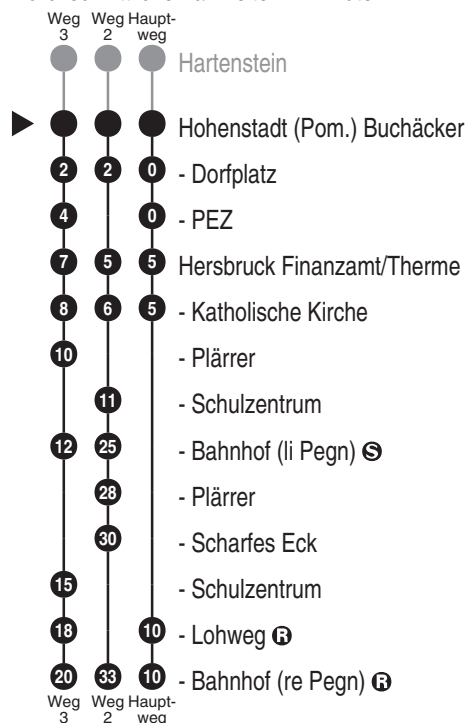 Weg Weg Haupt-
3 2 weg
Hartenstein
Hohenstadt (Pom.) Buchäcker
2 2 0 - Dorfplatz
4 0 - PEZ
7 5 5 Hersbruck Finanzamt/Therme
8 6 5 - Katholische Kirche
10 - Plärrer
11 - Schulzentrum
12 25 - Bahnhof (li Pegn) S
28 - Plärrer
30 - Scharfes Eck
15 - Schulzentrum
18 10 - Lohweg R
20 33 10 - Bahnhof (re Pegn) R
Weg Weg Haupt-
3 2 weg